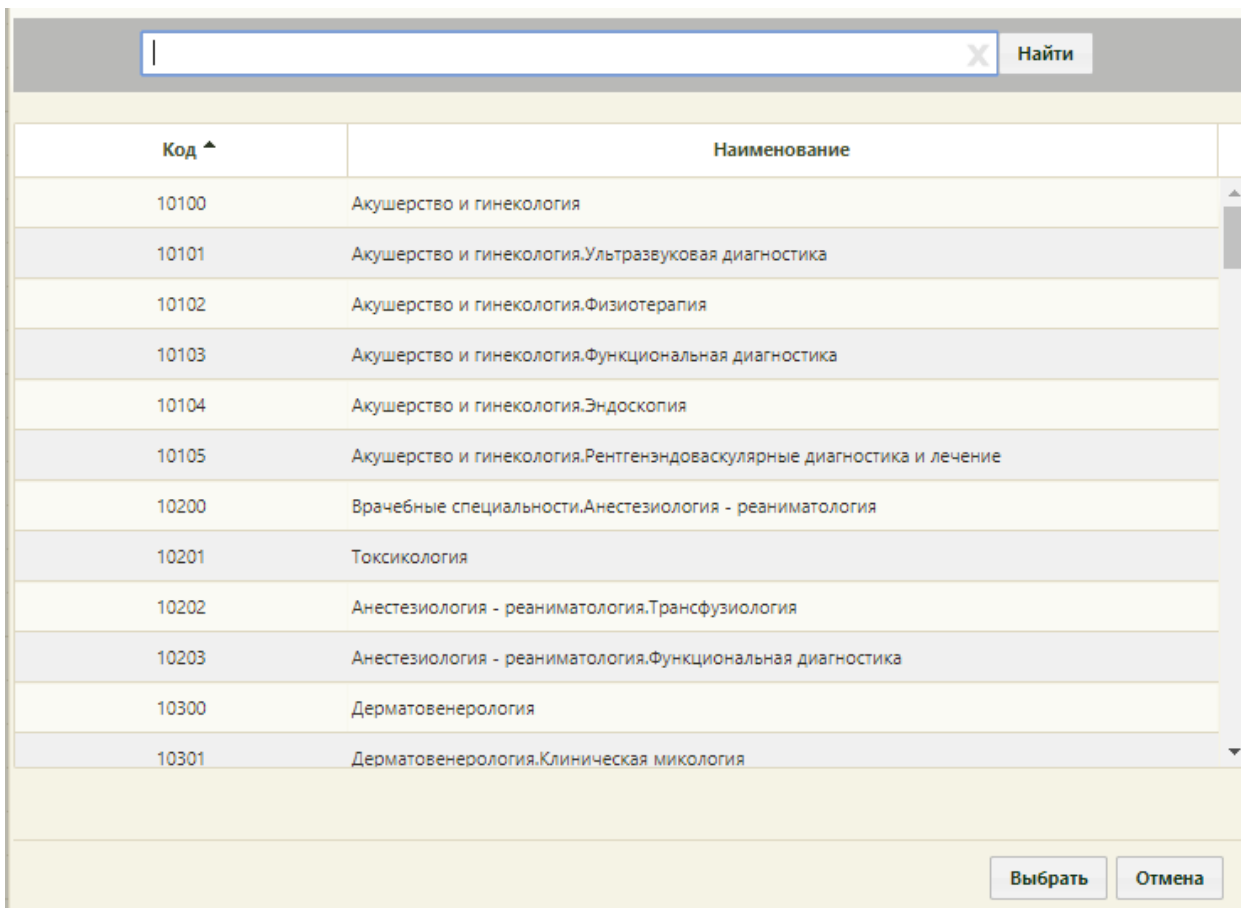 Найти
Код Наименование
10100 Акушерство и гинекология
10101 Акушерство и гинекология.Ультразвуковая диагностика
10102 Акушерство и гинекология.Физиотерапия
10103 Акушерство и гинекология.Функциональная диагностика
10104 Акушерство и гинекология.Эндоскопия
10105 Акушерство и гинекология.Рентгенэндоваскулярные диагностика и лечение
10200 Врачебные специальности.Анестезиология - реаниматология
10201 Токсикология
10202 Анестезиология - реаниматология.Трансфузиология
10203 Анестезиология - реаниматология.Функциональная диагностика
10300 Дерматовенерология
10301 Дерматовенерология.Клиническая микология
Выбрать Отмена